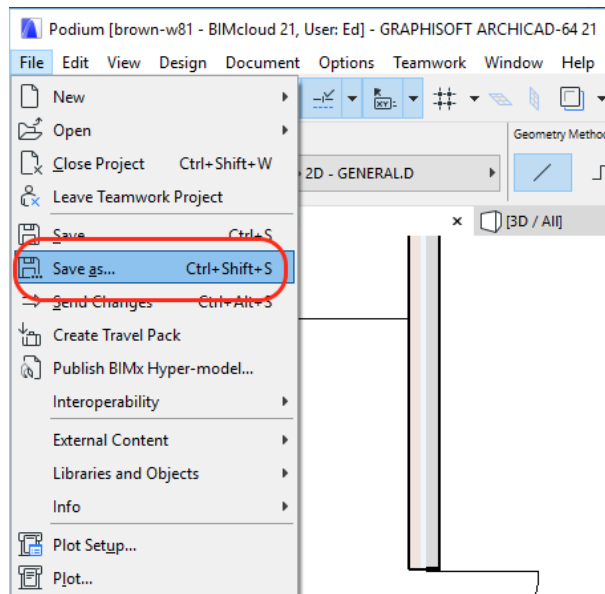 Podium [brown-w81 - BIMcloud 21, User: Ed] - GRAPHISOFT ARCHICAD-64 21
File Edit View Design Document Options Teamwork Window Help
New
Open
Geometry Metho
Close Project Ctrl+Shift+W
2D - GENERAL.D
Leave Teamwork Project
Save Ctrl+S
[3D / All]
Save as... Ctrl+Shift+S
Send Changes Ctrl+Alt+S
Create Travel Pack
Publish BIMx Hyper-model...
Interoperability
External Content
Libraries and Objects
Info
Plot Setup...
Plot...